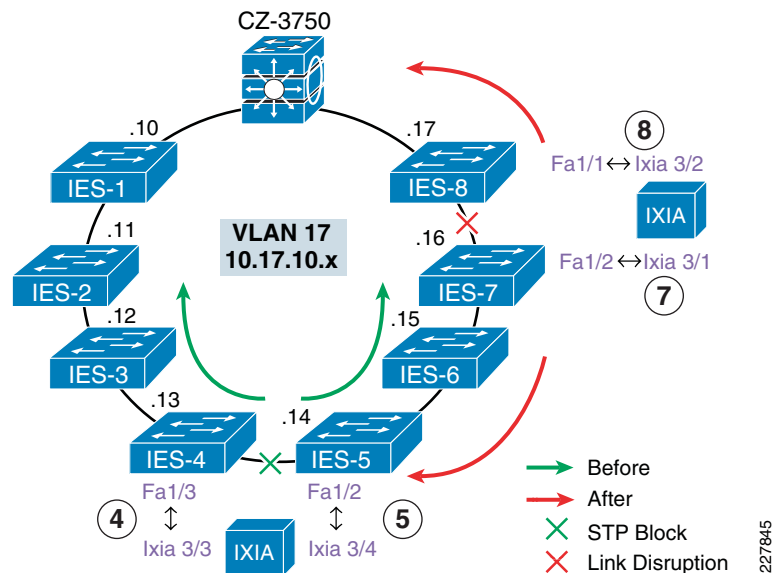 CZ-3750
.10
.17
IES-1
IES-8
8
Fa1/1 ↔ Ixia 3/2
IXIA
.11
VLAN 17
10.17.10.x
.16
Fa1/2 ↔ Ixia 3/1
7
IES-2
IES-7
.12
.15
IES-3
IES-6
.13
.14
IES-4
IES-5
Fa1/3
Fa1/2
4
↕
↕
5
Ixia 3/3
IXIA
Ixia 3/4
Before
After
STP Block
Link Disruption
227845